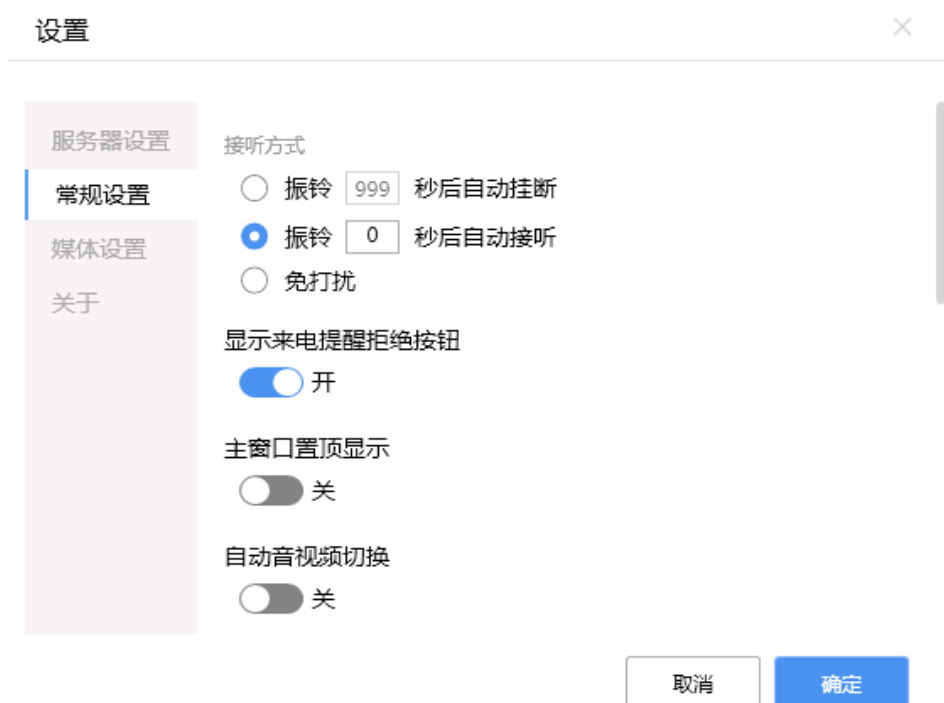 设置
服务器设置
常规设置
媒体设置
关于
接听方式
振铃 999 秒后自动挂断
振铃 0 秒后自动接听
免打扰
显示来电提醒拒绝按钮
开
主窗口置顶显示
关
自动音视频切换
关
取消
确定